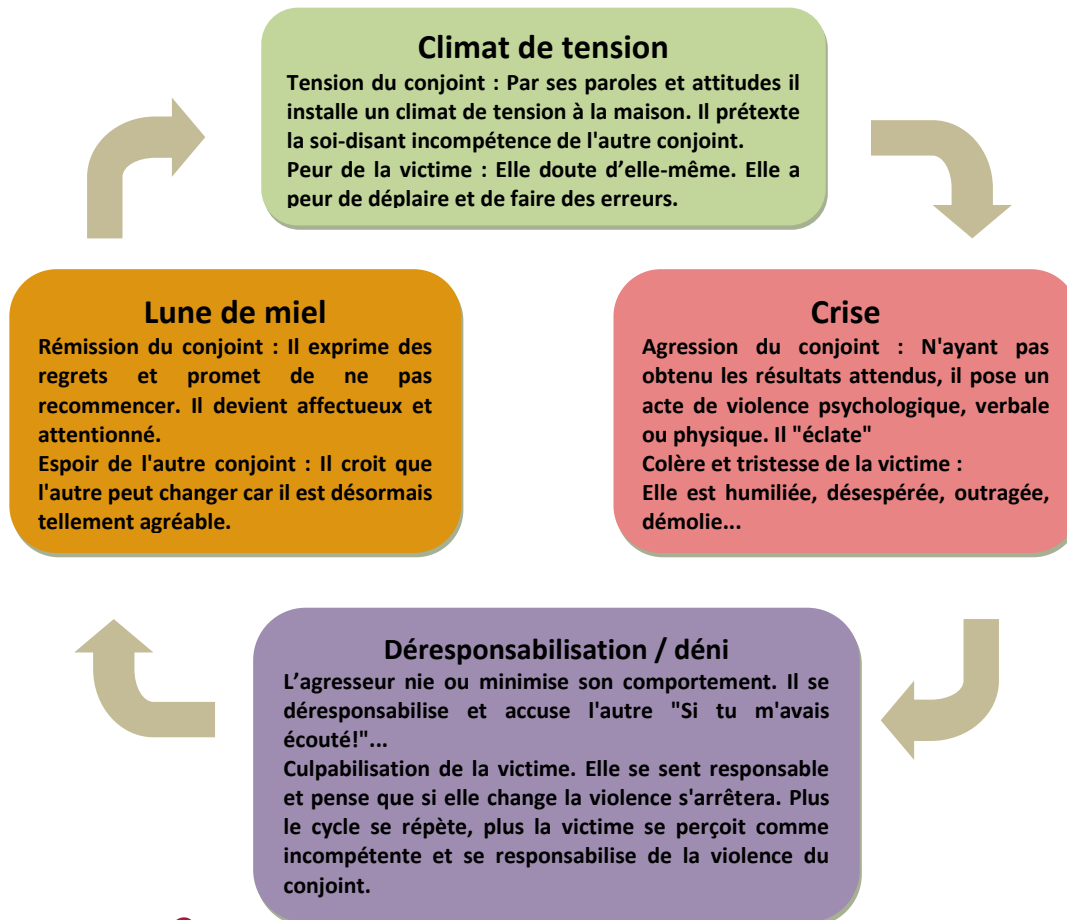 Climat de tension
Tension du conjoint : Par ses paroles et attitudes il
installe un climat de tension à la maison. Il prétexte
la soi-disant incompétence de l'autre conjoint.
Peur de la victime : Elle doute d’elle-même. Elle a
peur de déplaire et de faire des erreurs.
Crise
Agression du conjoint : N'ayant pas
obtenu les résultats attendus, il pose un
acte de violence psychologique, verbale
ou physique. Il "éclate"
Colère et tristesse de la victime :
Elle est humiliée, désespérée, outragée,
démolie...
Déresponsabilisation / déni
L’agresseur nie ou minimise son comportement. Il se
déresponsabilise et accuse l'autre "Si tu m'avais
écouté!"...
Culpabilisation de la victime. Elle se sent responsable
et pense que si elle change la violence s'arrêtera. Plus
le cycle se répète, plus la victime se perçoit comme
incompétente et se responsabilise de la violence du
conjoint.
Lune de miel
Rémission du conjoint : Il exprime des
regrets et promet de ne pas
recommencer. Il devient affectueux et
attentionné.
Espoir de l'autre conjoint : Il croit que
l'autre peut changer car il est désormais
tellement agréable.